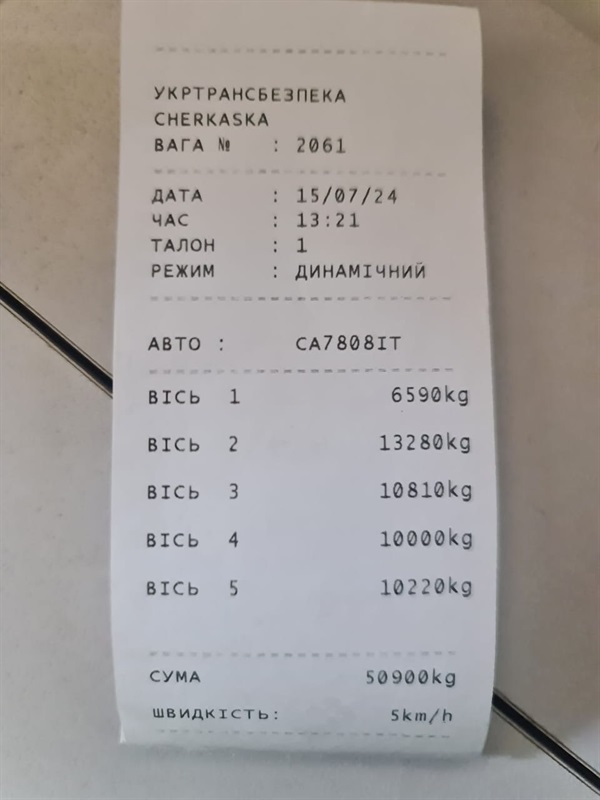 УКРТРАНСБЕЗПЕКА
CHERKASKA
ВАГА № : 2061
ДАТА : 15/07/24
ЧАС : 13:21
ТАЛОН : 1
РЕЖИМ : ДИНАМІЧНИЙ
АВТО : CA7808IT
ВІСЬ 1 6590kg
ВІСЬ 2 13280kg
ВІСЬ 3 10810kg
ВІСЬ 4 10000kg
ВІСЬ 5 10220kg
СУМА 50900kg
ШВИДКІСТЬ: 5km/h